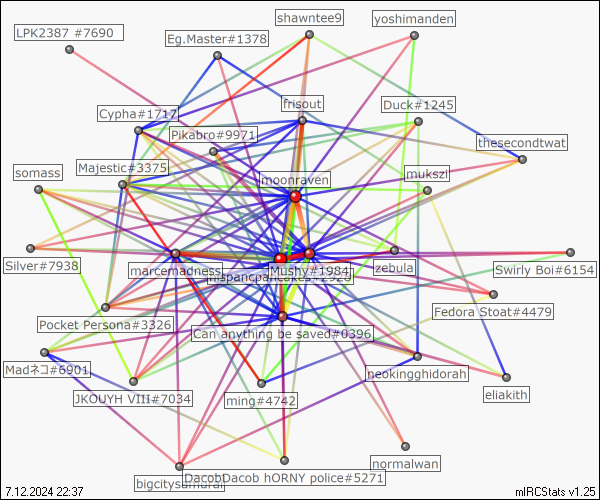 shawntee9
yoshimanden
LPK2387 #7690
Eg.Master#1378
frisout
Duck#1245
Cypha#1717
Pikabro#9971
thesecondtwat
Majestic#3375
somass
moonraven
mukszi
Silver#7938
marcemadness
Mushy#1984
zebula
Swirly Boi#6154
Pocket Persona#3326
Can anything be saved#0396
Fedora Stoat#4479
Madネコ#6901
JKOUYH VIII#7034
ming#4742
neokingghidorah
eliakith
normalwan
bigcitysamurai
DacobDacob hORNY police#5271
7.12.2024 22:37
mIRCStats v1.25